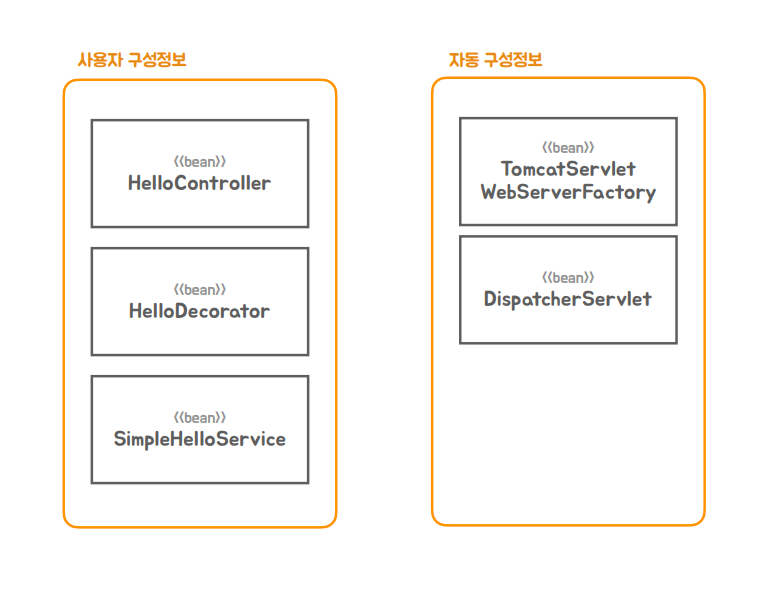 사용자 구성정보
<<bean>>
HelloController
<<bean>>
HelloDecorator
<<bean>>
SimpleHelloService
자동 구성정보
<<bean>>
TomcatServlet
WebServerFactory
<<bean>>
DispatcherServlet